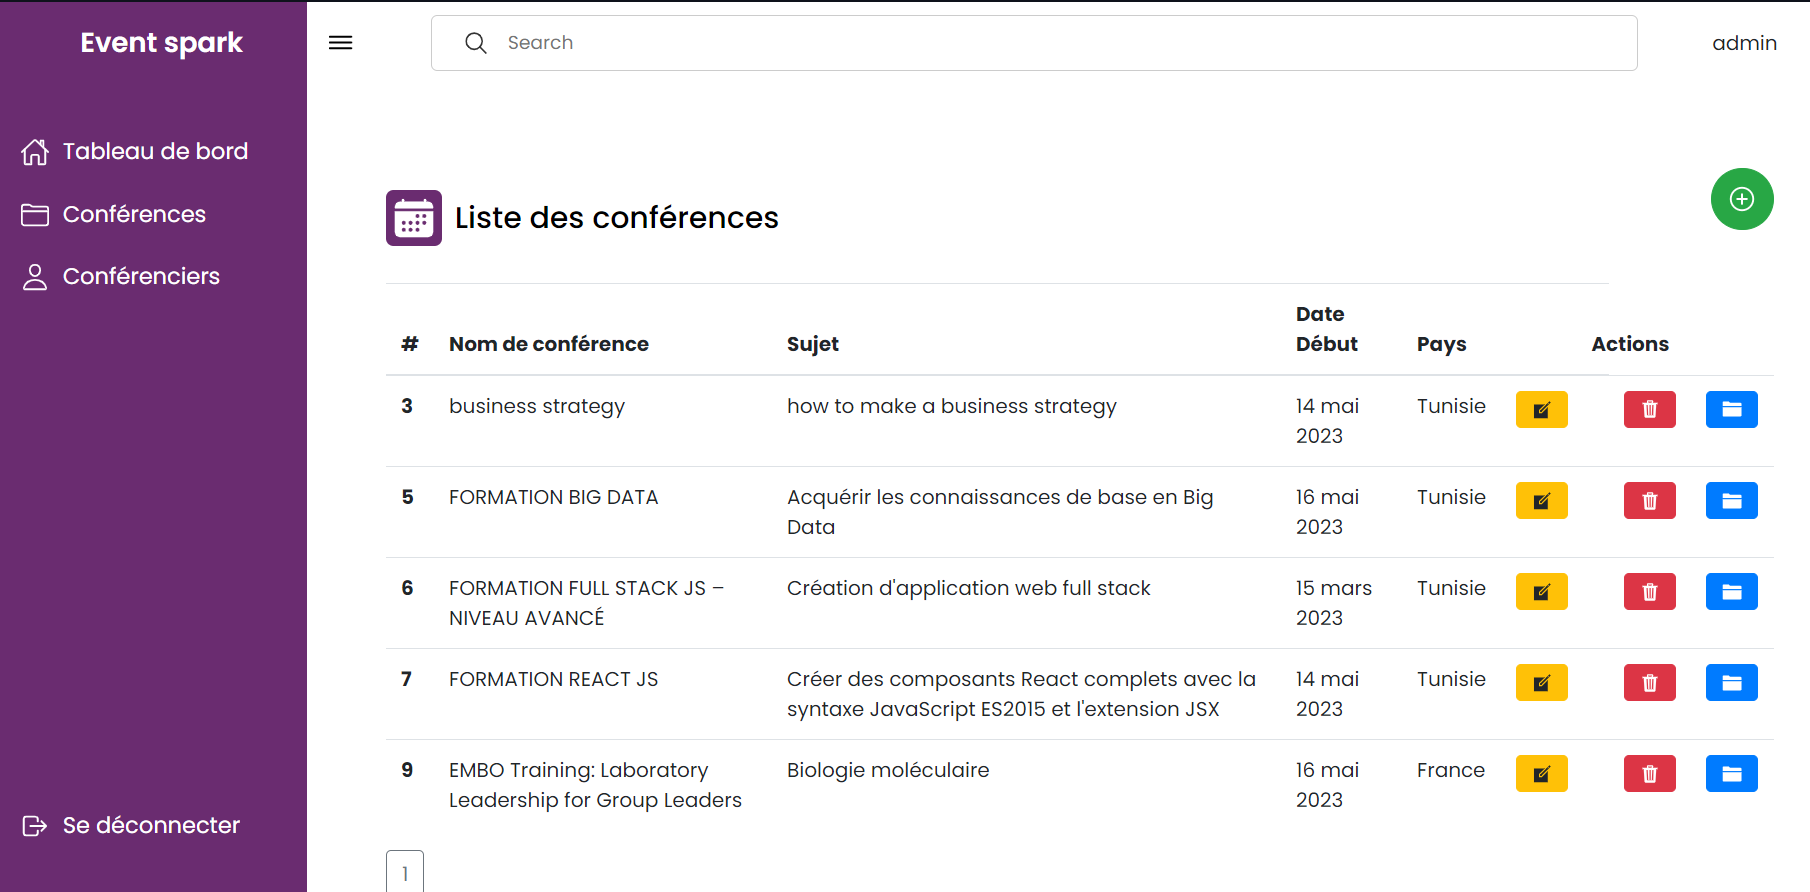 Event spark
Search
admin
Tableau de bord
Conférences
Conférenciers
Se déconnecter
Liste des conférences
# Nom de conférence Sujet Date Début Pays Actions
3 business strategy how to make a business strategy 14 mai 2023 Tunisie
5 FORMATION BIG DATA Acquérir les connaissances de base en Big Data 16 mai 2023 Tunisie
6 FORMATION FULL STACK JS – NIVEAU AVANCÉ Création d'application web full stack 15 mars 2023 Tunisie
7 FORMATION REACT JS Créer des composants React complets avec la syntaxe JavaScript ES2015 et l'extension JSX 14 mai 2023 Tunisie
9 EMBO Training: Laboratory Leadership for Group Leaders Biologie moléculaire 16 mai 2023 France
1